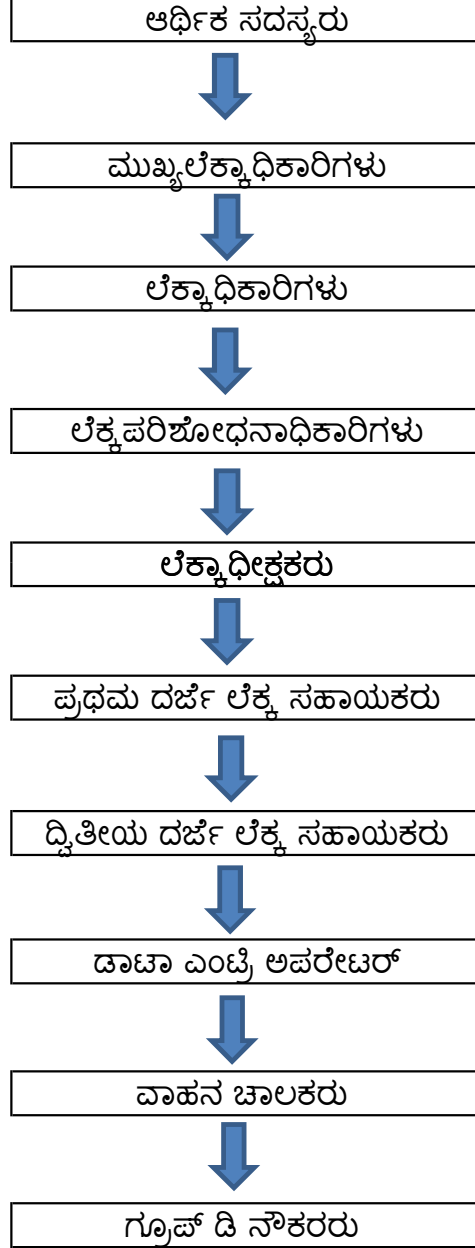 ಆರ್ಥಿಕ ಸದಸ್ಯರು
ಮುಖ್ಯಲೆಕ್ಕಾಧಿಕಾರಿಗಳು
ಲೆಕ್ಕಾಧಿಕಾರಿಗಳು
ಲೆಕ್ಕಪರಿಶೋಧನಾಧಿಕಾರಿಗಳು
ಲೆಕ್ಕಾಧೀಕ್ಷಕರು
ಪ್ರಥಮ ದರ್ಜೆ ಲೆಕ್ಕ ಸಹಾಯಕರು
ದ್ವಿತೀಯ ದರ್ಜೆ ಲೆಕ್ಕ ಸಹಾಯಕರು
ಡಾಟಾ ಎಂಟ್ರಿ ಅಪರೇಟರ್
ವಾಹನ ಚಾಲಕರು
ಗ್ರೂಪ್ ಡಿ ನೌಕರರು